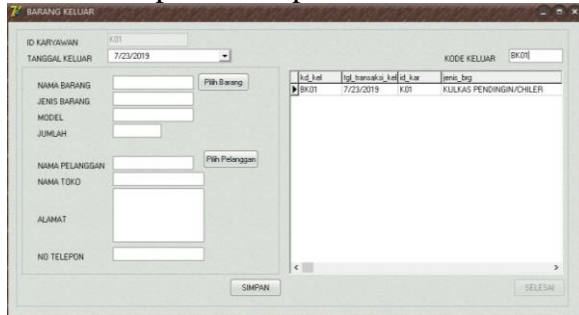 BARANG KELUAR
ID KARYAWAN K01
TANGGAL KELUAR 7/23/2019
KODE KELUAR BK01
NAMA BARANG Pilih Barang
JENIS BARANG
MODEL
JUMLAH
NAMA PELANGGAN Pilih Pelanggan
NAMA TOKO
ALAMAT
NO TELEPON
kd_kel tgl_transaksi_kel id_kar jenis_brg
BK01 7/23/2019 K01 KULKAS PENDINGIN/CHILER
SIMPAN
SELESAI